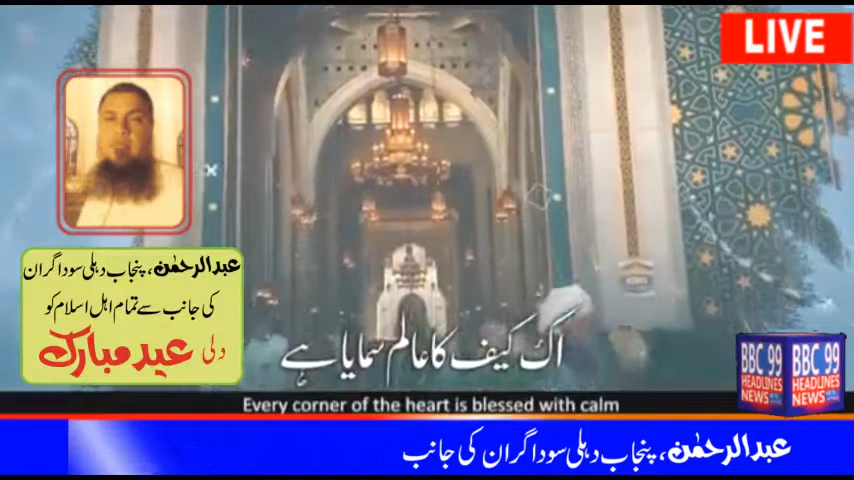 LIVE
عبدالرحمٰن، پنجاب دہلی سوداگران
کی جانب سے تمام اہل اسلام کو
دلی عید مبارک
اک کیف کا عالم سمایا ہے
Every corner of the heart is blessed with calm
BBC 99
HEADLINES
NEWS
BBC 99
HEADLINES
NEWS
عبدالرحمٰن، پنجاب دہلی سوداگران کی جانب